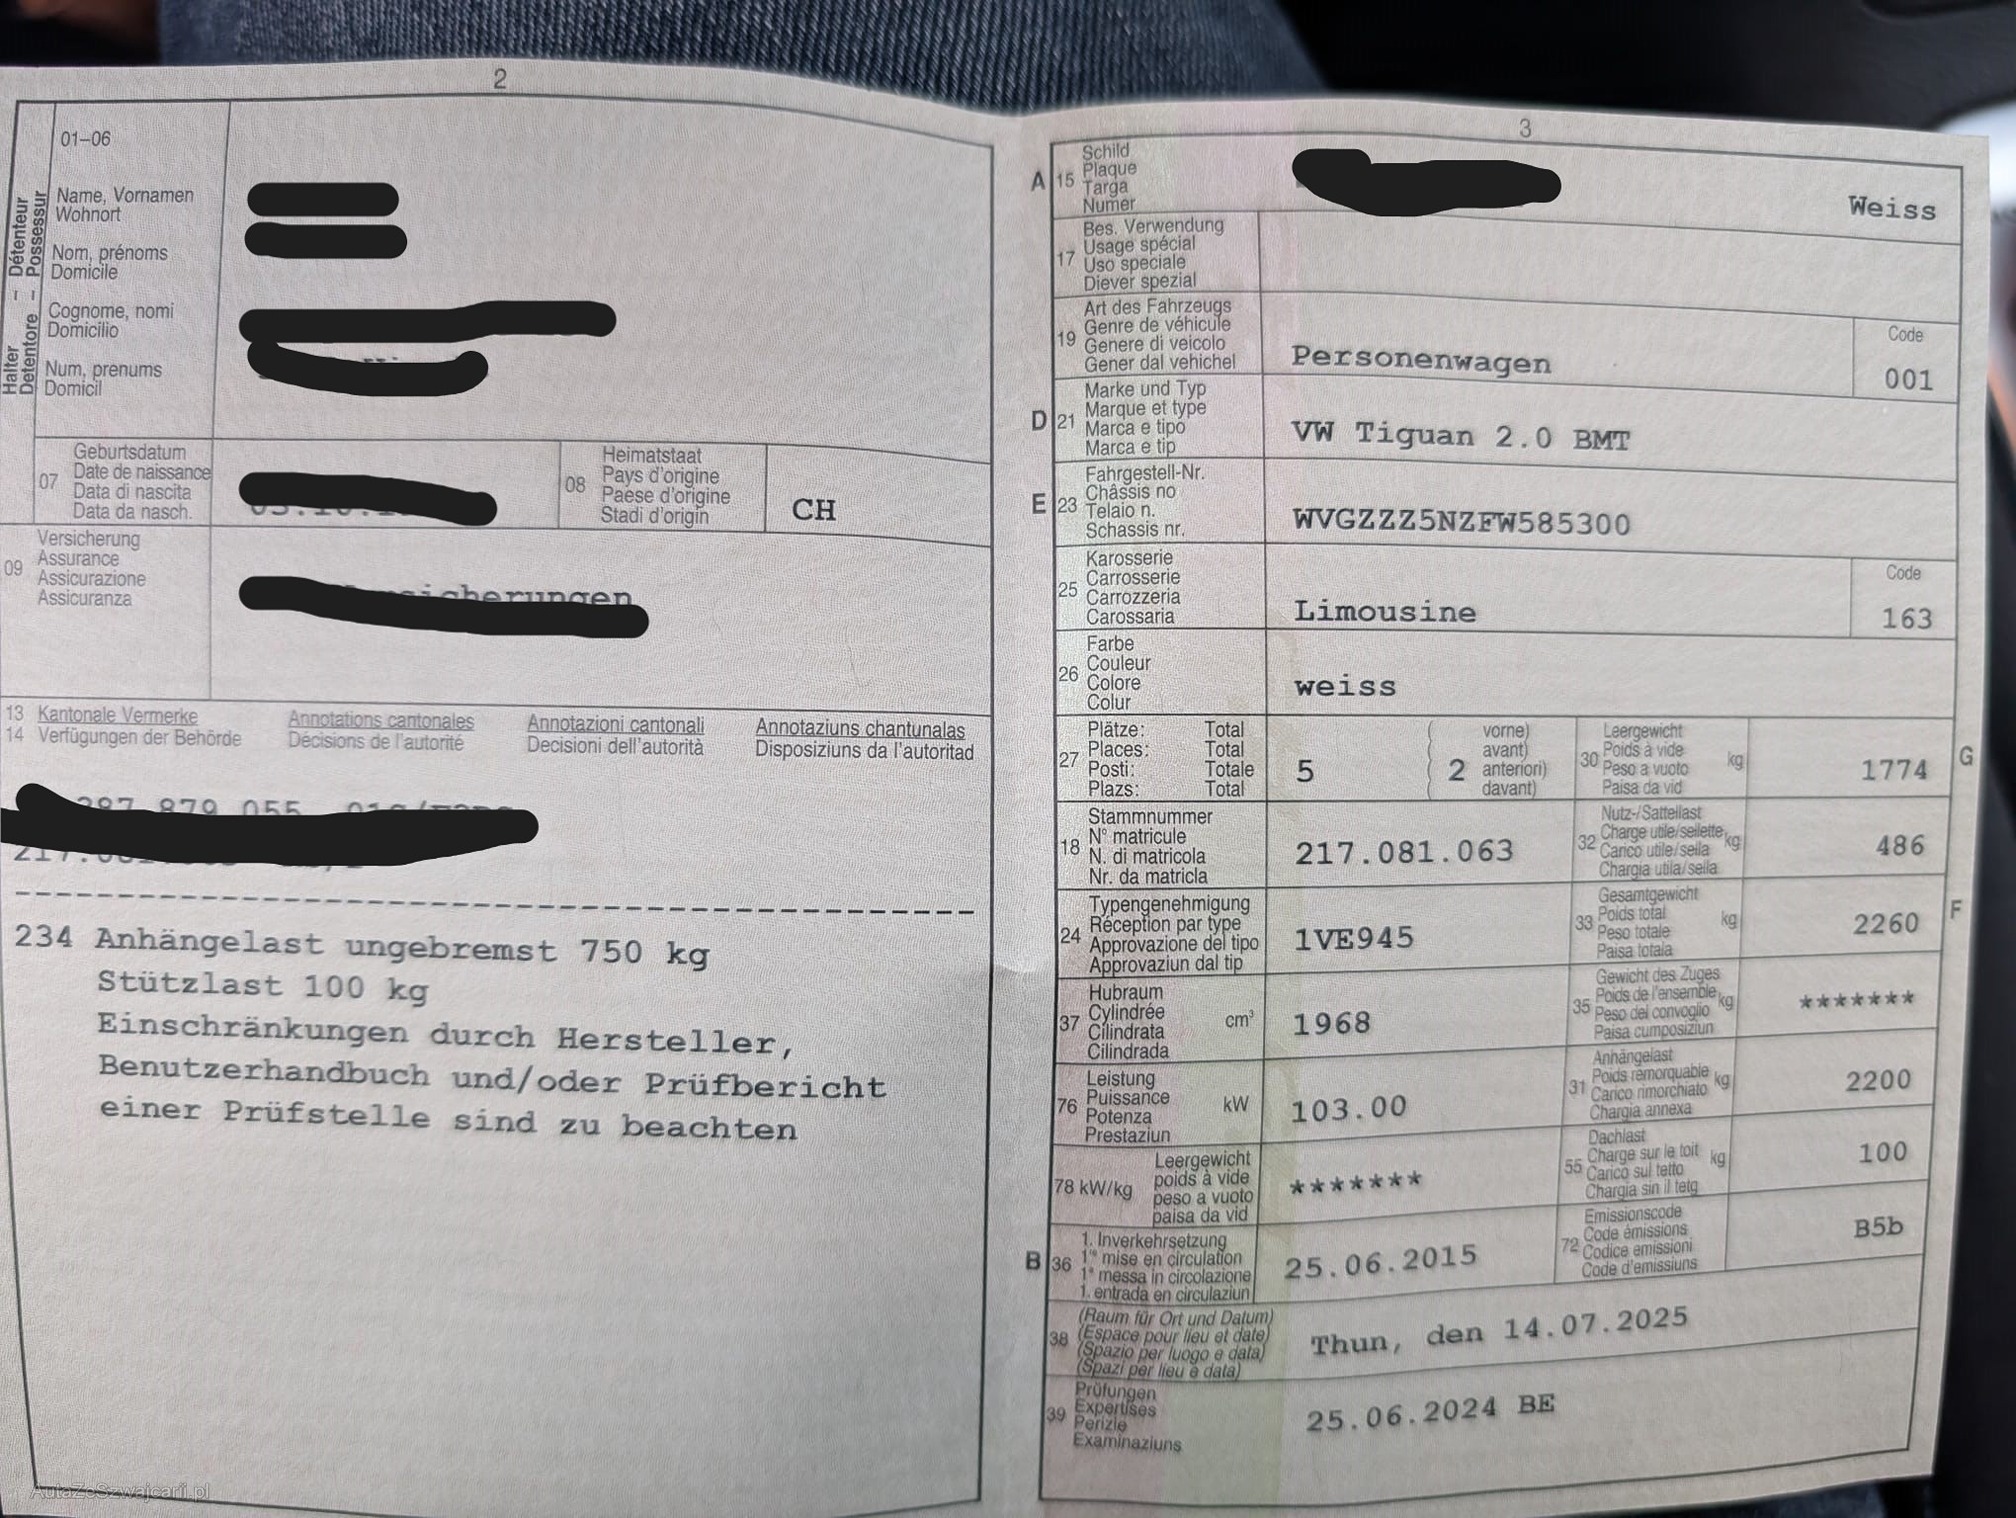 2
01–06
Halter – Détenteur
Detentore – Possessur
Name, Vornamen
Wohnort
Nom, prénoms
Domicile
Cognome, nomi
Domicilio
Num, prenums
Domicil
07
Geburtsdatum
Date de naissance
Data di nascita
Data da nasch.
08
Heimatstaat
Pays d'origine
Paese d'origine
Stadi d'origin
CH
09
Versicherung
Assurance
Assicurazione
Assicuranza
13 Kantonale Vermerke Annotations cantonales Annotazioni cantonali Annotaziuns chantunalas
14 Verfügungen der Behörde Décisions de l'autorité Decisioni dell'autorità Disposiziuns da l'autoritad
234 Anhängelast ungebremst 750 kg
Stützlast 100 kg
Einschränkungen durch Hersteller,
Benutzerhandbuch und/oder Prüfbericht
einer Prüfstelle sind zu beachten
AutaZeSzwajcarii.pl
3
A 15
Schild
Plaque
Targa
Numer
Weiss
17
Bes. Verwendung
Usage spécial
Uso speciale
Diever spezial
19
Art des Fahrzeugs
Genre de véhicule
Genere di veicolo
Gener dal vehichel
Personenwagen
Code
001
D 21
Marke und Typ
Marque et type
Marca e tipo
Marca e tip
VW Tiguan 2.0 BMT
E 23
Fahrgestell-Nr.
Châssis no
Telaio n.
Schassis nr.
WVGZZZ5NZFW585300
25
Karosserie
Carrosserie
Carrozzeria
Carossaria
Limousine
Code
163
26
Farbe
Couleur
Colore
Colur
weiss
27
Plätze: Total
Places: Total
Posti: Totale
Plazs: Total
5 ( 2
vorne)
avant)
anteriori)
davant)
30
Leergewicht
Poids à vide
Peso a vuoto
Paisa da vid
kg
1774
G
18
Stammnummer
N° matricule
N. di matricola
Nr. da matricla
217.081.063
32
Nutz-/Sattellast
Charge utile/sellette
Carico utile/sella
Chargia utila/sella
kg
486
24
Typengenehmigung
Réception par type
Approvazione del tipo
Approvaziun dal tip
1VE945
33
Gesamtgewicht
Poids total
Peso totale
Paisa totala
kg
2260
F
37
Hubraum
Cylindrée
Cilindrata
Cilindrada
cm³
1968
35
Gewicht des Zuges
Poids de l'ensemble
Peso del convoglio
Paisa cumposiziun
kg
*******
76
Leistung
Puissance
Potenza
Prestaziun
kW
103.00
31
Anhängelast
Poids remorquable
Carico rimorchiato
Chargia annexa
kg
2200
78 kW/kg
Leergewicht
poids à vide
peso a vuoto
paisa da vid
*******
55
Dachlast
Charge sur le toit
Carico sul tetto
Chargia sin il tetg
kg
100
B 36
1. Inverkehrsetzung
1re mise en circulation
1a messa in circolazione
1. entrada en circulaziun
25.06.2015
72
Emissionscode
Code émissions
Codice emissioni
Code d'emissiuns
B5b
38
(Raum für Ort und Datum)
(Espace pour lieu et date)
(Spazio per luogo e data)
(Spazi per lieu e data)
Thun, den 14.07.2025
39
Prüfungen
Expertises
Perizie
Examinaziuns
25.06.2024 BE